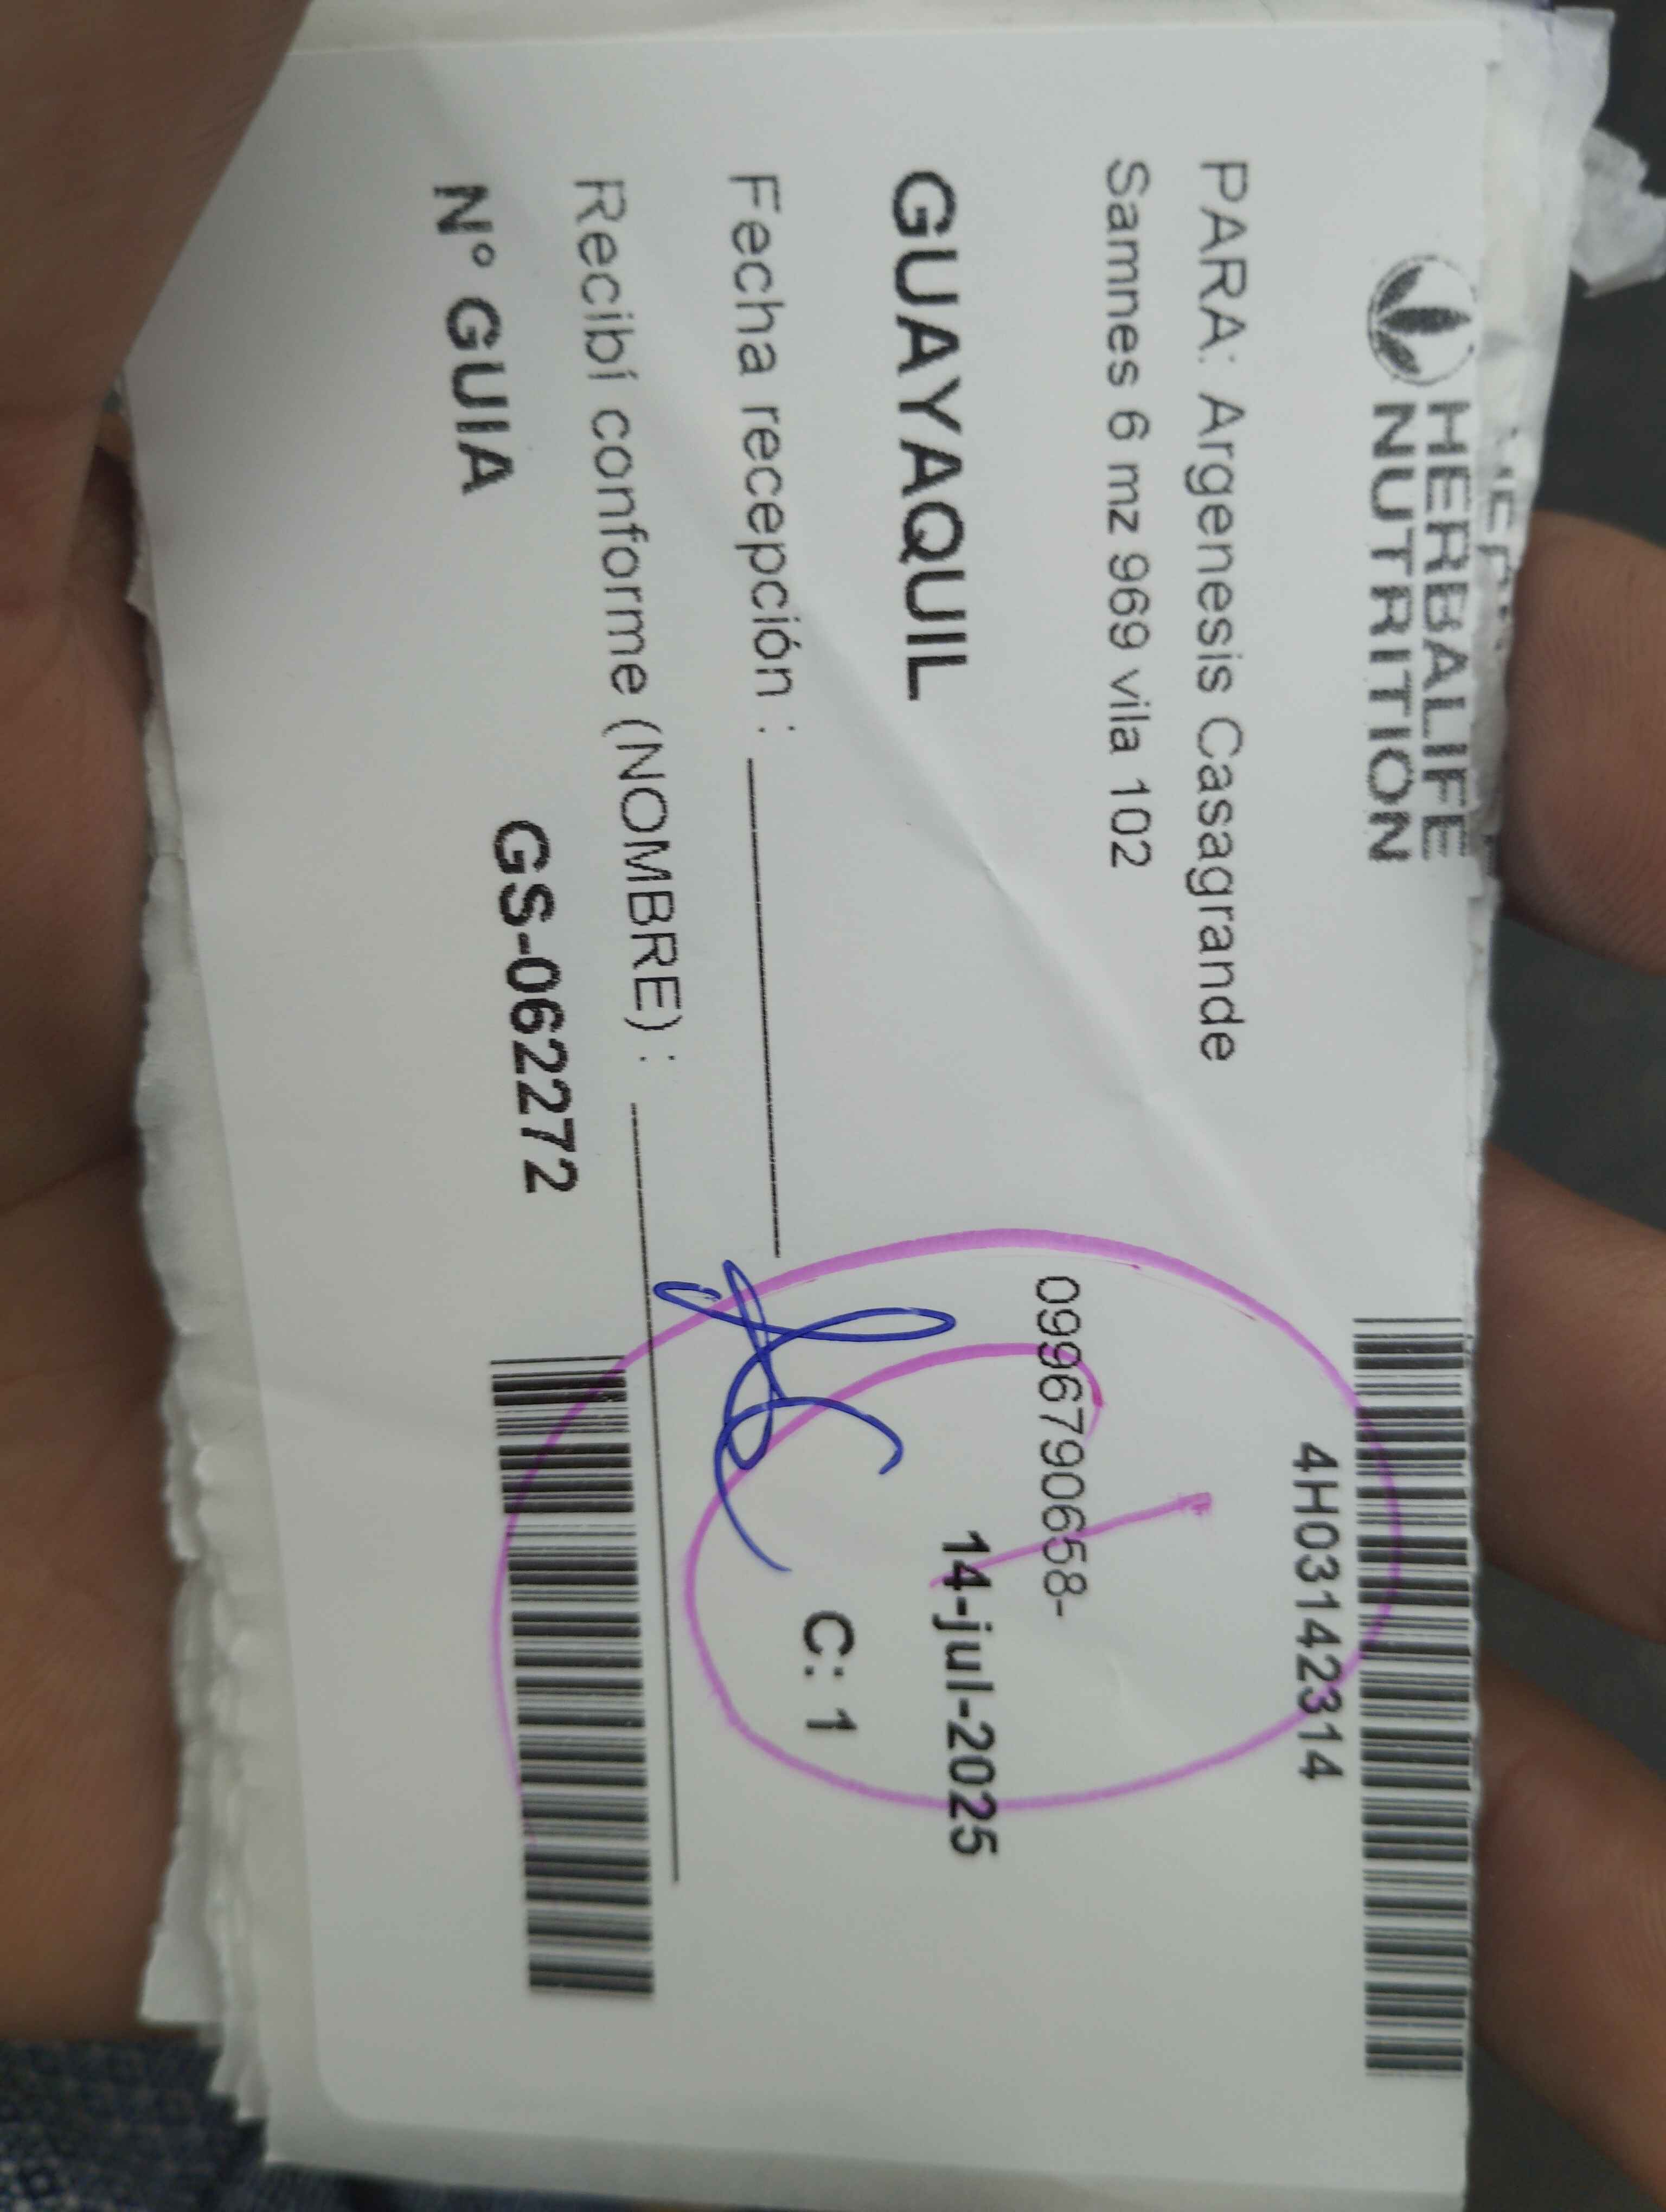 HERBALIFE
NUTRITION
4H03142314
PARA: Argenesis Casagrande
Samnes 6 mz 969 vila 102
0996790658-
GUAYAQUIL
14-jul-2025
Fecha recepción :
C: 1
Recibí conforme (NOMBRE) :
N° GUIA
GS-062272